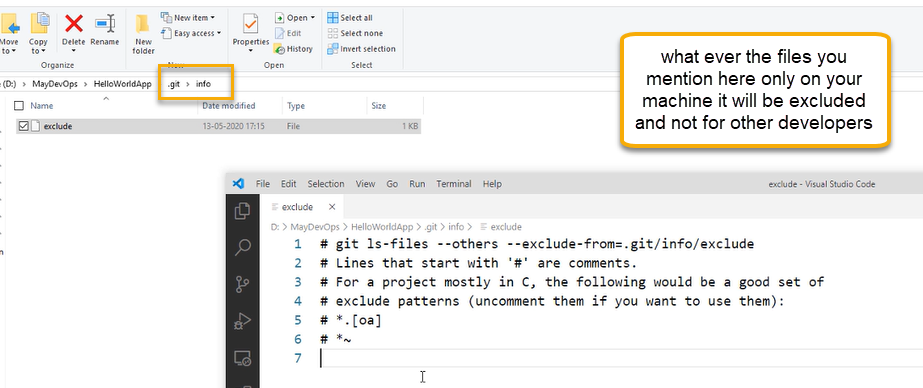 New item
Open
Select all
Easy access
Edit
Select none
Move to
Copy to
Delete
Rename
New folder
Properties
History
Invert selection
Organize
New
Open
Select
(D:) > MayDevOps > HelloWorldApp > .git > info
Name
Date modified
Type
Size
exclude
13-05-2020 17:15
File
1 KB
what ever the files you
mention here only on your
machine it will be excluded
and not for other developers
File Edit Selection View Go Run Terminal Help
exclude - Visual Studio Code
exclude
D: > MayDevOps > HelloWorldApp > .git > info > exclude
1 # git ls-files --others --exclude-from=.git/info/exclude
2 # Lines that start with '#' are comments.
3 # For a project mostly in C, the following would be a good set of
4 # exclude patterns (uncomment them if you want to use them):
5 # *.[oa]
6 # *~
7